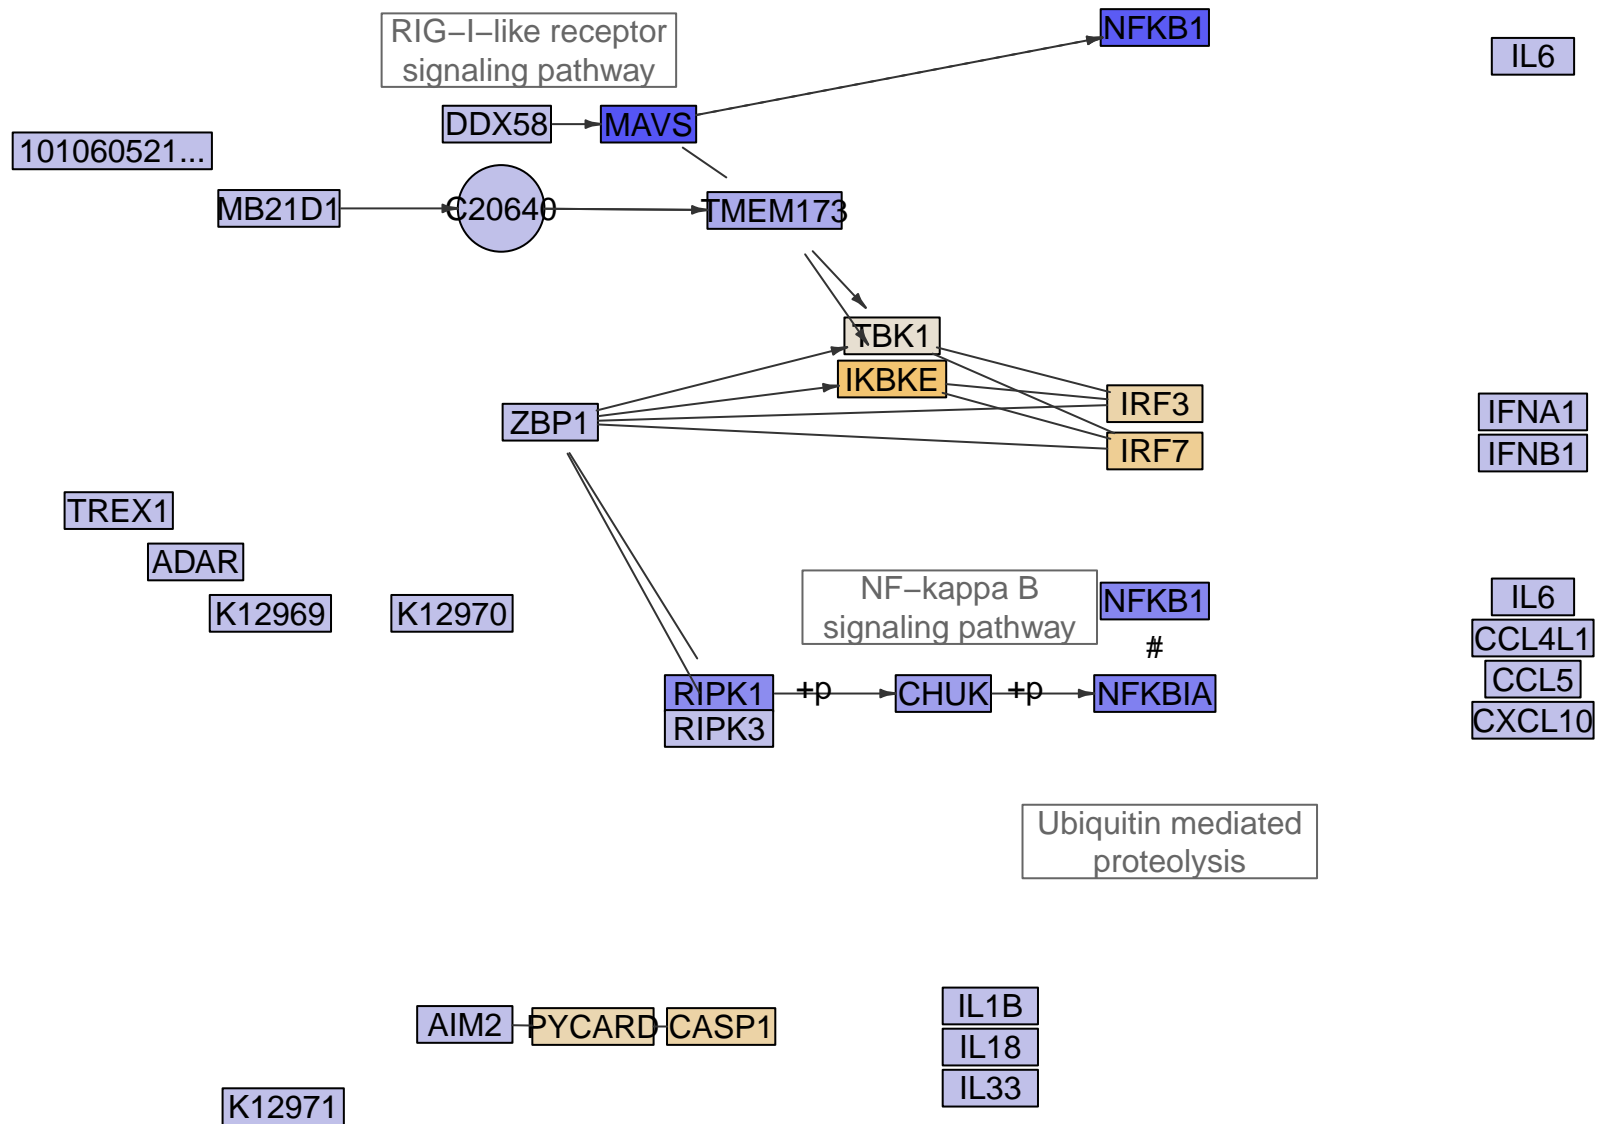 RIG–I–like receptor
signaling pathway
NFKB1
IL6
DDX58
MAVS
101060521...
MB21D1
C20640
TMEM173
TBK1
IKBKE
IRF3
ZBP1
IFNA1
IRF7
IFNB1
TREX1
ADAR
NF–kappa B
signaling pathway
NFKB1
IL6
K12969
K12970
#
CCL4L1
RIPK1
+p
CHUK
+p
NFKBIA
CCL5
RIPK3
CXCL10
Ubiquitin mediated
proteolysis
IL1B
AIM2
PYCARD
CASP1
IL18
IL33
K12971